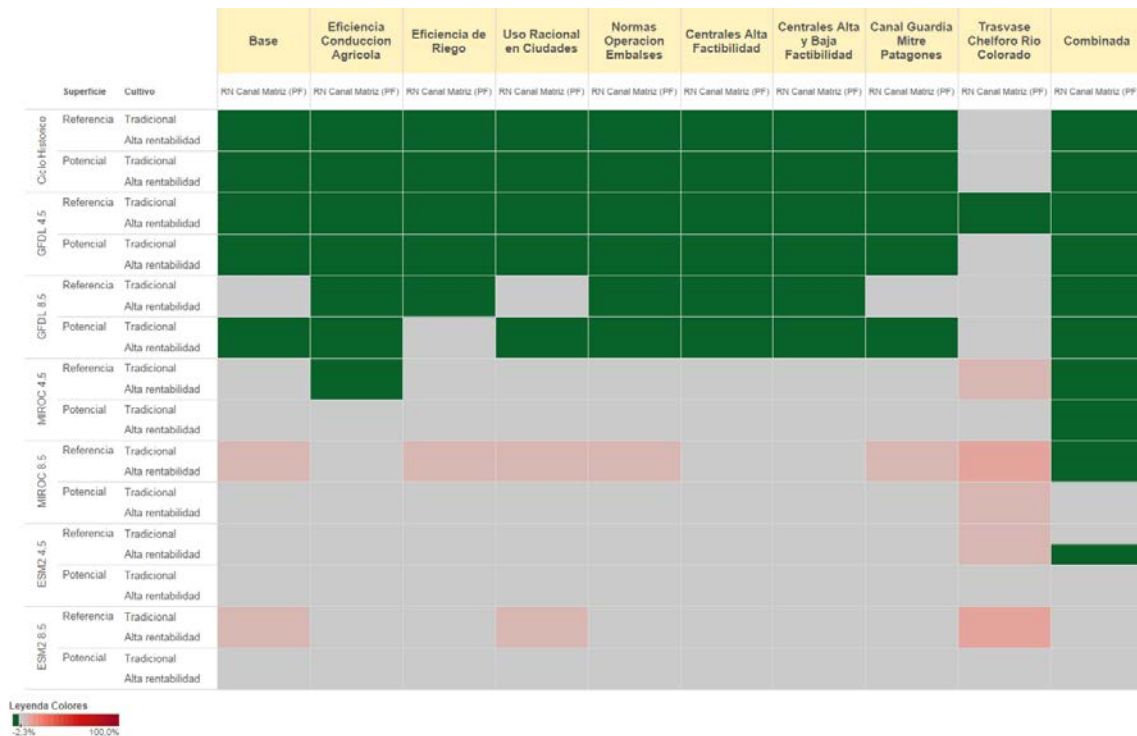 Base Eficiencia Conduccion Agricola Eficiencia de Riego Uso Racional en Ciudades Normas Operacion Embalses Centrales Alta Factibilidad Centrales Alta y Baja Factibilidad Canal Guardia Mitre Patagones Trasvase Chelforo Rio Colorado Combinada
Superficie Cultivo RN Canal Matriz (PF) RN Canal Matriz (PF) RN Canal Matriz (PF) RN Canal Matriz (PF) RN Canal Matriz (PF) RN Canal Matriz (PF) RN Canal Matriz (PF) RN Canal Matriz (PF) RN Canal Matriz (PF) RN Canal Matriz (PF)
Ciclo Historico
Referencia Tradicional
Alta rentabilidad
Potencial Tradicional
Alta rentabilidad
GFDL 4.5
Referencia Tradicional
Alta rentabilidad
Potencial Tradicional
Alta rentabilidad
GFDL 8.5
Referencia Tradicional
Alta rentabilidad
Potencial Tradicional
Alta rentabilidad
MIROC 4.5
Referencia Tradicional
Alta rentabilidad
Potencial Tradicional
Alta rentabilidad
MIROC 8.5
Referencia Tradicional
Alta rentabilidad
Potencial Tradicional
Alta rentabilidad
ESM2 4.5
Referencia Tradicional
Alta rentabilidad
Potencial Tradicional
Alta rentabilidad
ESM2 8.5
Referencia Tradicional
Alta rentabilidad
Potencial Tradicional
Alta rentabilidad
Leyenda Colores
-2.3% 100.0%